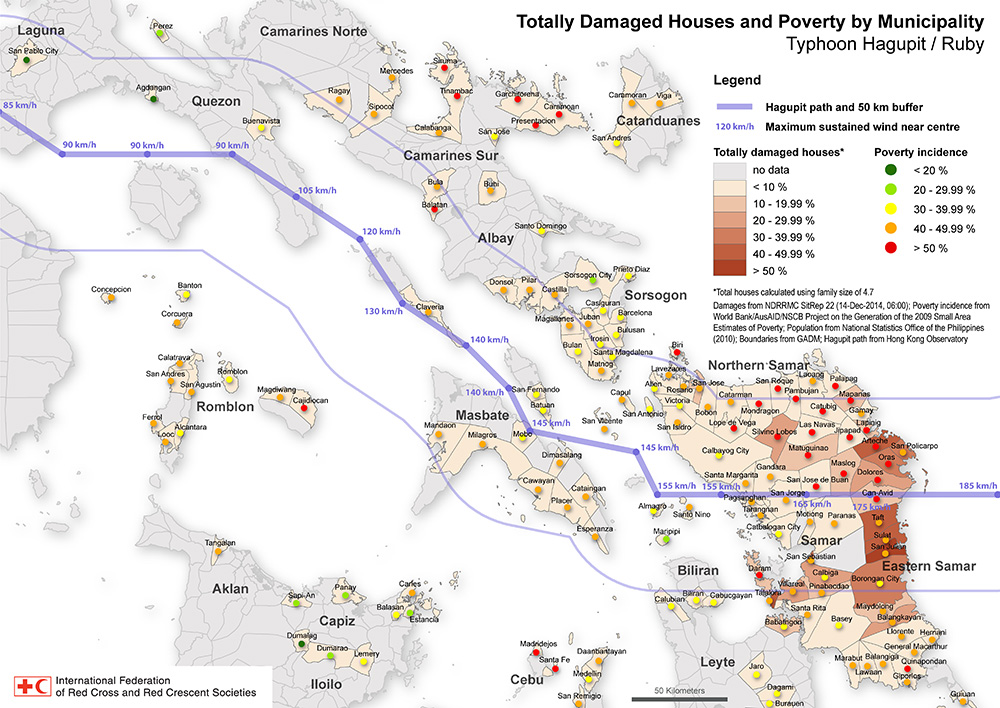 Totally Damaged Houses and Poverty by Municipality
Typhoon Hagupit / Ruby
Legend
Hagupit path and 50 km buffer
120 km/h Maximum sustained wind near centre
Totally damaged houses*
no data
< 10 %
10 - 19.99 %
20 - 29.99 %
30 - 39.99 %
40 - 49.99 %
> 50 %
Poverty incidence
< 20 %
20 - 29.99 %
30 - 39.99 %
40 - 49.99 %
> 50 %
*Total houses calculated using family size of 4.7
Damages from NDRRMC SitRep 22 (14-Dec-2014, 06:00); Poverty incidence from
World Bank/AusAID/NSCB Project on the Generation of the 2009 Small Area
Estimates of Poverty; Population from National Statistics Office of the Philippines
(2010); Boundaries from GADM; Hagupit path from Hong Kong Observatory
Laguna
San Pablo City
Perez
Agdangan
Quezon
Buenavista
85 km/h
90 km/h
90 km/h
90 km/h
105 km/h
120 km/h
130 km/h
140 km/h
140 km/h
145 km/h
145 km/h
155 km/h
155 km/h
165 km/h
175 km/h
185 km/h
Camarines Norte
Mercedes
Ragay
Sipocot
Siruma
Tinambac
Calabanga
Garchitorena
Caramoan
Presentacion
San Jose
Camarines Sur
Bula
Buhi
Balatan
Caramoran
Viga
Catanduanes
San Andres
Albay
Santo Domingo
Donsol
Pilar
Castilla
Sorsogon City
Prieto Diaz
Sorsogon
Casiguran
Barcelona
Magallanes
Juban
Bulusan
Irosin
Bulan
Santa Magdalena
Matnog
Claveria
Concepcion
Banton
Corcuera
Calatrava
San Andres
San Agustin
Romblon
Magdiwang
Cajidiocan
Romblon
Ferrol
Looc
Alcantara
San Fernando
Batuan
Masbate
Mobo
Mandaon
Milagros
Dimasalang
Cawayan
Cataingan
Placer
Esperanza
Capul
San Antonio
San Vicente
Biri
Northern Samar
Lavezares
Allen
Rosario
San Jose
Victoria
San Isidro
Bobon
Catarman
San Roque
Laoang
Palapag
Pambujan
Mapanas
Mondragon
Catubig
Gamay
Lope de Vega
Las Navas
Lapinig
Silvino Lobos
Jipapad
Arteche
San Policarpo
Calbayog City
Matuguinao
Oras
Gandara
Maslog
Dolores
Santa Margarita
San Jose de Buan
Pagsanghan
San Jorge
Can-Avid
Almagro
Santo Nino
Tarangnan
Motiong
Paranas
Taft
Catbalogan City
Maripipi
Samar
Sulat
San Julian
San Sebastian
Eastern Samar
Daram
Calbiga
Borongan City
Villareal
Pinabacdao
Talalora
Santa Rita
Maydolong
Babatngon
Basey
Balangkayan
Llorente
Hernani
General Macarthur
Marabut
Balangiga
Quinapondan
Lawaan
Giporlos
Guiuan
Biliran
Calubian
Biliran
Cabucgayan
Leyte
Jaro
Dagami
Burauen
Tangalan
Aklan
Sapi-An
Panay
Carles
Balasan
Estancia
Capiz
Dumalag
Dumarao
Lemery
Iloilo
Madridejos
Santa Fe
Daanbantayan
Medellin
Cebu
San Remigio
50 Kilometers
International Federation
of Red Cross and Red Crescent Societies